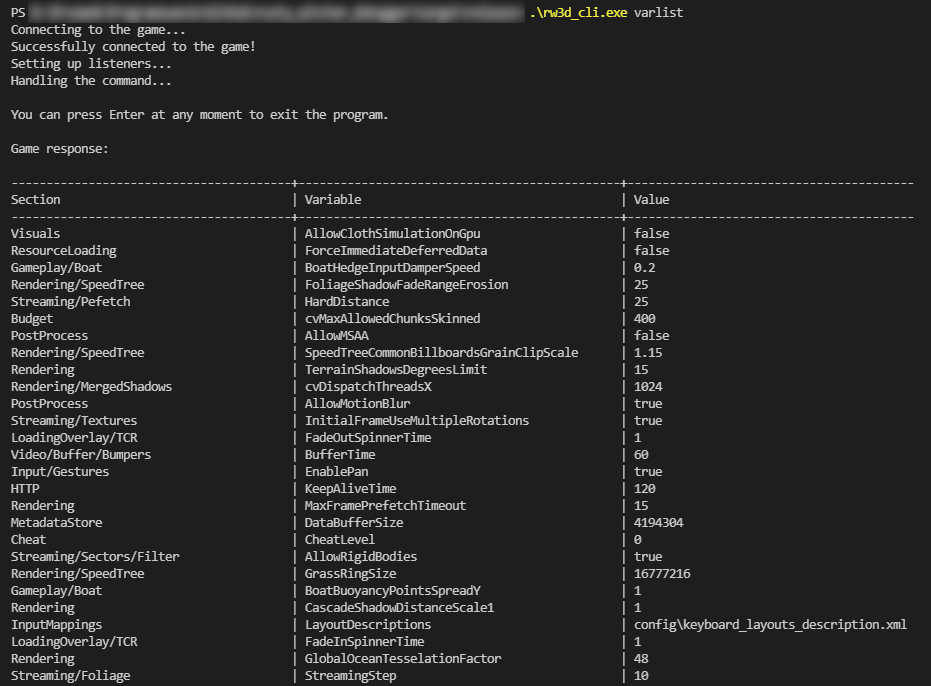 PS .\rw3d_cli.exe varlist
Connecting to the game...
Successfully connected to the game!
Setting up listeners...
Handling the command...
You can press Enter at any moment to exit the program.
Game response:
---------------------------------------+---------------------------------------------+---------------------------------------
Section | Variable | Value
---------------------------------------+---------------------------------------------+---------------------------------------
Visuals | AllowClothSimulationOnGpu | false
ResourceLoading | ForceImmediateDeferredData | false
Gameplay/Boat | BoatHedgeInputDamperSpeed | 0.2
Rendering/SpeedTree | FoliageShadowFadeRangeErosion | 25
Streaming/Pefetch | HardDistance | 25
Budget | cvMaxAllowedChunksSkinned | 400
PostProcess | AllowMSAA | false
Rendering/SpeedTree | SpeedTreeCommonBillboardsGrainClipScale | 1.15
Rendering | TerrainShadowsDegreesLimit | 15
Rendering/MergedShadows | cvDispatchThreadsX | 1024
PostProcess | AllowMotionBlur | true
Streaming/Textures | InitialFrameUseMultipleRotations | true
LoadingOverlay/TCR | FadeOutSpinnerTime | 1
Video/Buffer/Bumpers | BufferTime | 60
Input/Gestures | EnablePan | true
HTTP | KeepAliveTime | 120
Rendering | MaxFramePrefetchTimeout | 15
MetadataStore | DataBufferSize | 4194304
Cheat | CheatLevel | 0
Streaming/Sectors/Filter | AllowRigidBodies | true
Rendering/SpeedTree | GrassRingSize | 16777216
Gameplay/Boat | BoatBuoyancyPointsSpreadY | 1
Rendering | CascadeShadowDistanceScale1 | 1
InputMappings | LayoutDescriptions | config\keyboard_layouts_description.xml
LoadingOverlay/TCR | FadeInSpinnerTime | 1
Rendering | GlobalOceanTesselationFactor | 48
Streaming/Foliage | StreamingStep | 10